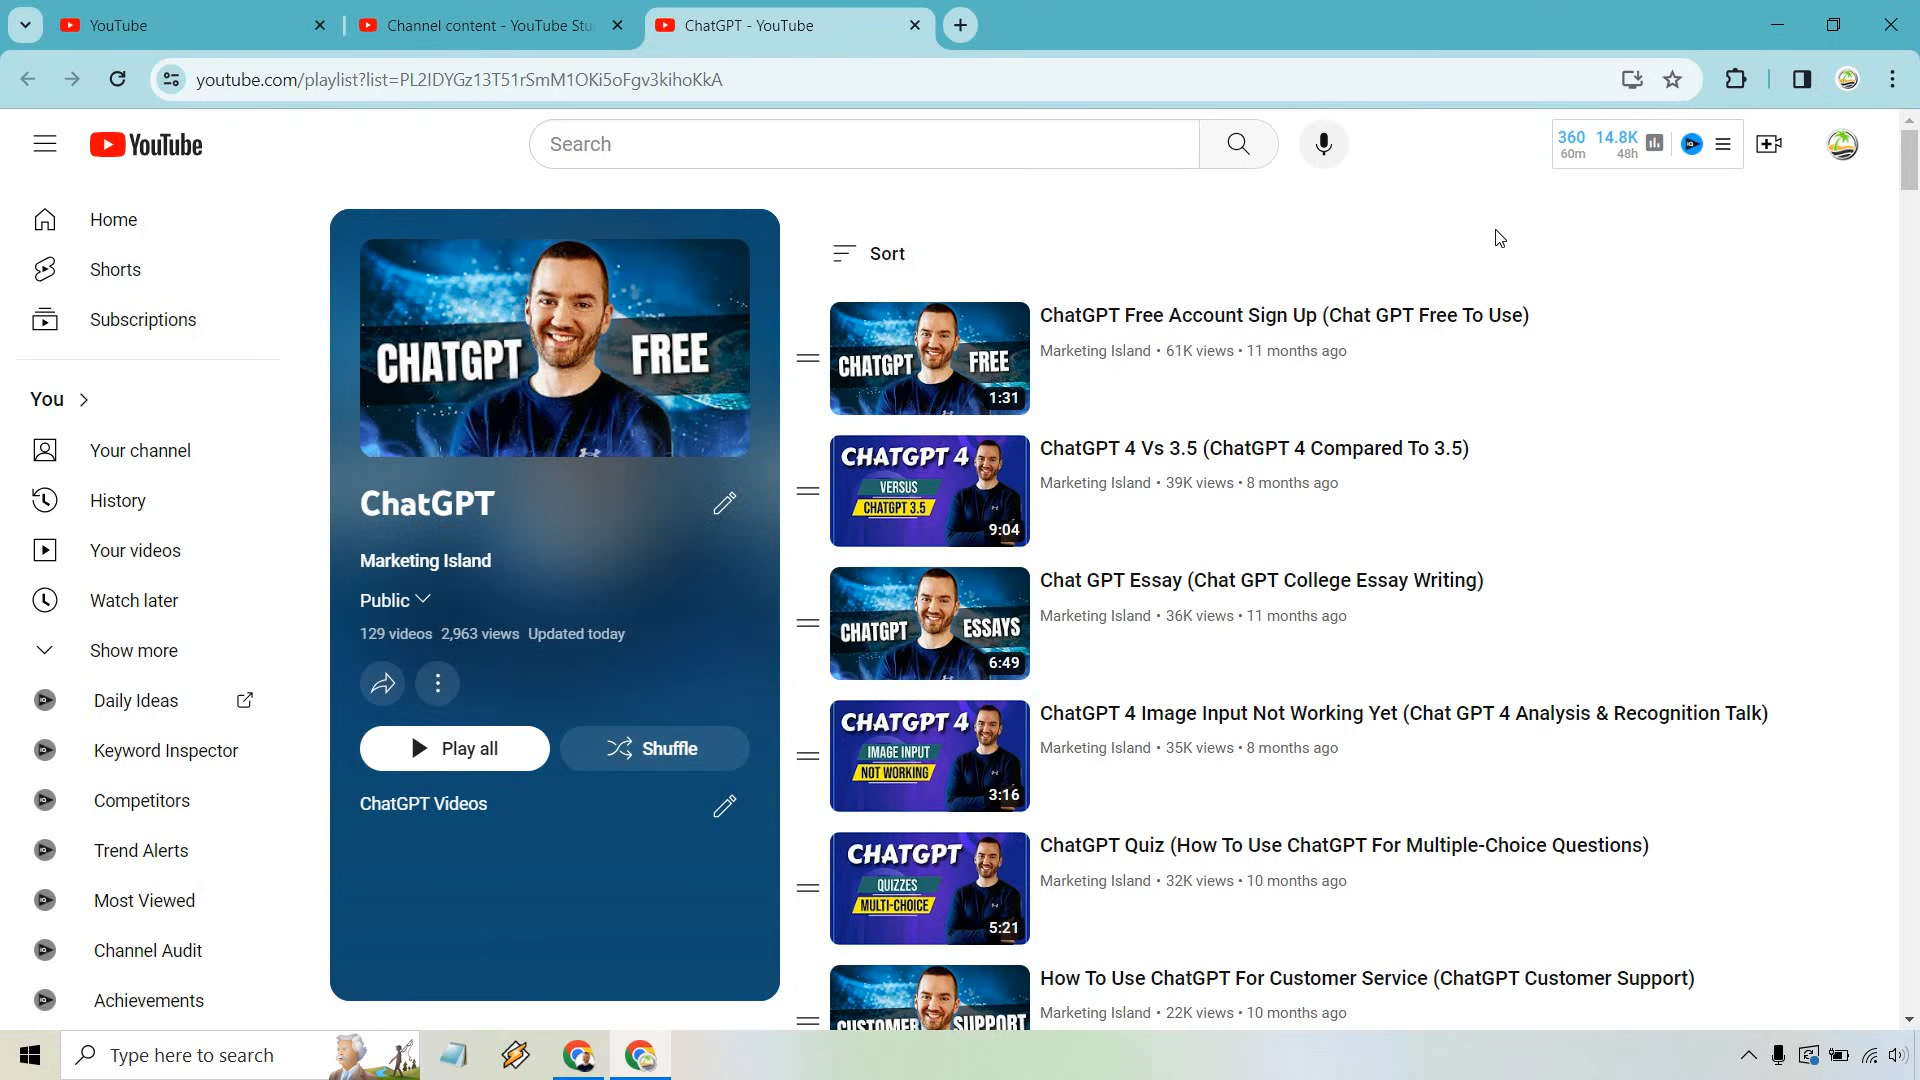 YouTube
Channel content - YouTube Stu
ChatGPT - YouTube
youtube.com/playlist?list=PL2IDYGz13T51rSmM1OKi5oFgv3kihoKkA
YouTube
Search
360 14.8K
60m 48h
Home
Shorts
Subscriptions
You
Your channel
History
Your videos
Watch later
Show more
Daily Ideas
Keyword Inspector
Competitors
Trend Alerts
Most Viewed
Channel Audit
Achievements
CHATGPT FREE
ChatGPT
Marketing Island
Public
129 videos 2,963 views Updated today
Play all
Shuffle
ChatGPT Videos
Sort
CHATGPT FREE
1:31
ChatGPT Free Account Sign Up (Chat GPT Free To Use)
Marketing Island • 61K views • 11 months ago
CHATGPT 4
VERSUS
CHATGPT 3.5
9:04
ChatGPT 4 Vs 3.5 (ChatGPT 4 Compared To 3.5)
Marketing Island • 39K views • 8 months ago
CHATGPT ESSAYS
6:49
Chat GPT Essay (Chat GPT College Essay Writing)
Marketing Island • 36K views • 11 months ago
CHATGPT 4
IMAGE INPUT
NOT WORKING
3:16
ChatGPT 4 Image Input Not Working Yet (Chat GPT 4 Analysis & Recognition Talk)
Marketing Island • 35K views • 8 months ago
CHATGPT
QUIZZES
MULTI-CHOICE
5:21
ChatGPT Quiz (How To Use ChatGPT For Multiple-Choice Questions)
Marketing Island • 32K views • 10 months ago
CUSTOMER SUPPORT
How To Use ChatGPT For Customer Service (ChatGPT Customer Support)
Marketing Island • 22K views • 10 months ago
Type here to search